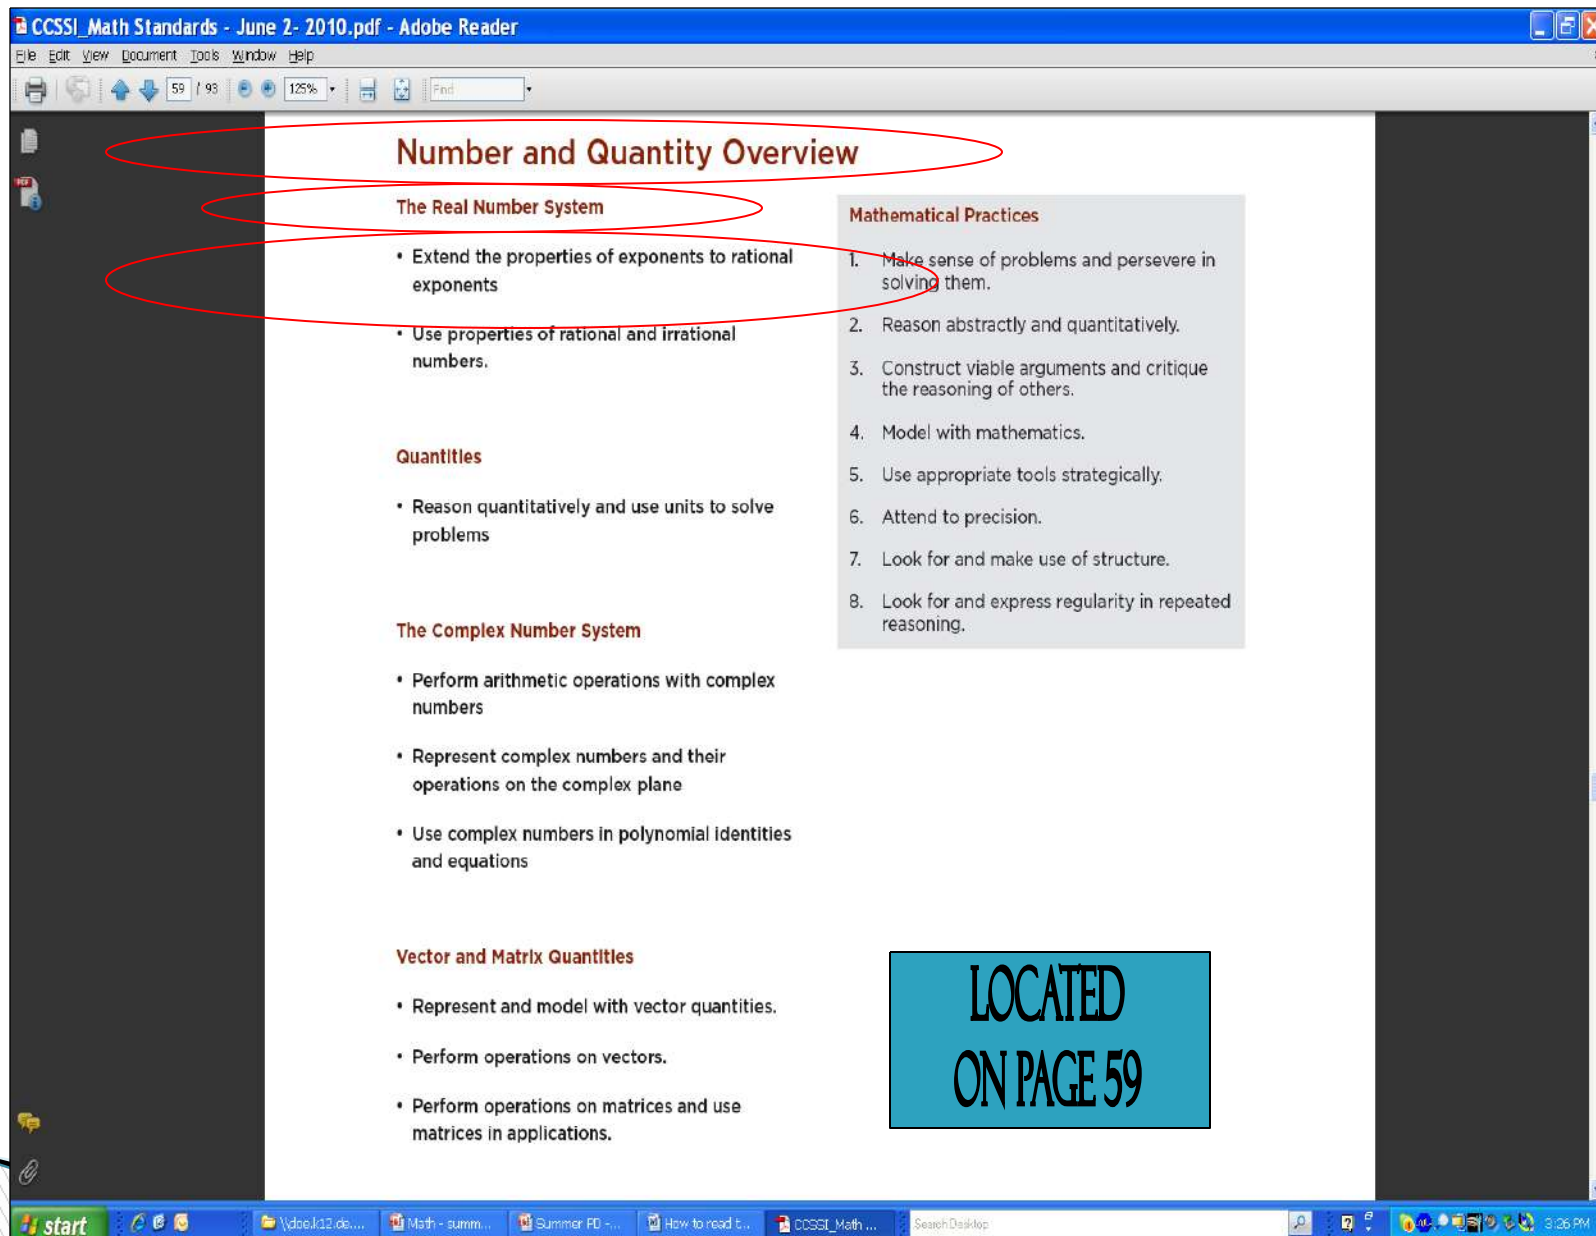 CCSSI_Math Standards - June 2- 2010.pdf - Adobe Reader
File Edit View Document Tools Window Help
59 / 93 125% Find
Number and Quantity Overview
The Real Number System
• Extend the properties of exponents to rational
exponents
• Use properties of rational and irrational
numbers.
Quantities
• Reason quantitatively and use units to solve
problems
The Complex Number System
• Perform arithmetic operations with complex
numbers
• Represent complex numbers and their
operations on the complex plane
• Use complex numbers in polynomial identities
and equations
Vector and Matrix Quantities
• Represent and model with vector quantities.
• Perform operations on vectors.
• Perform operations on matrices and use
matrices in applications.
Mathematical Practices
1. Make sense of problems and persevere in
solving them.
2. Reason abstractly and quantitatively.
3. Construct viable arguments and critique
the reasoning of others.
4. Model with mathematics.
5. Use appropriate tools strategically.
6. Attend to precision.
7. Look for and make use of structure.
8. Look for and express regularity in repeated
reasoning.
LOCATED
ON PAGE 59
start \\doe.k12.de.... Math - summ... Summer PD -... How to read t... CCSSI_Math ... Search Desktop 3:26 PM